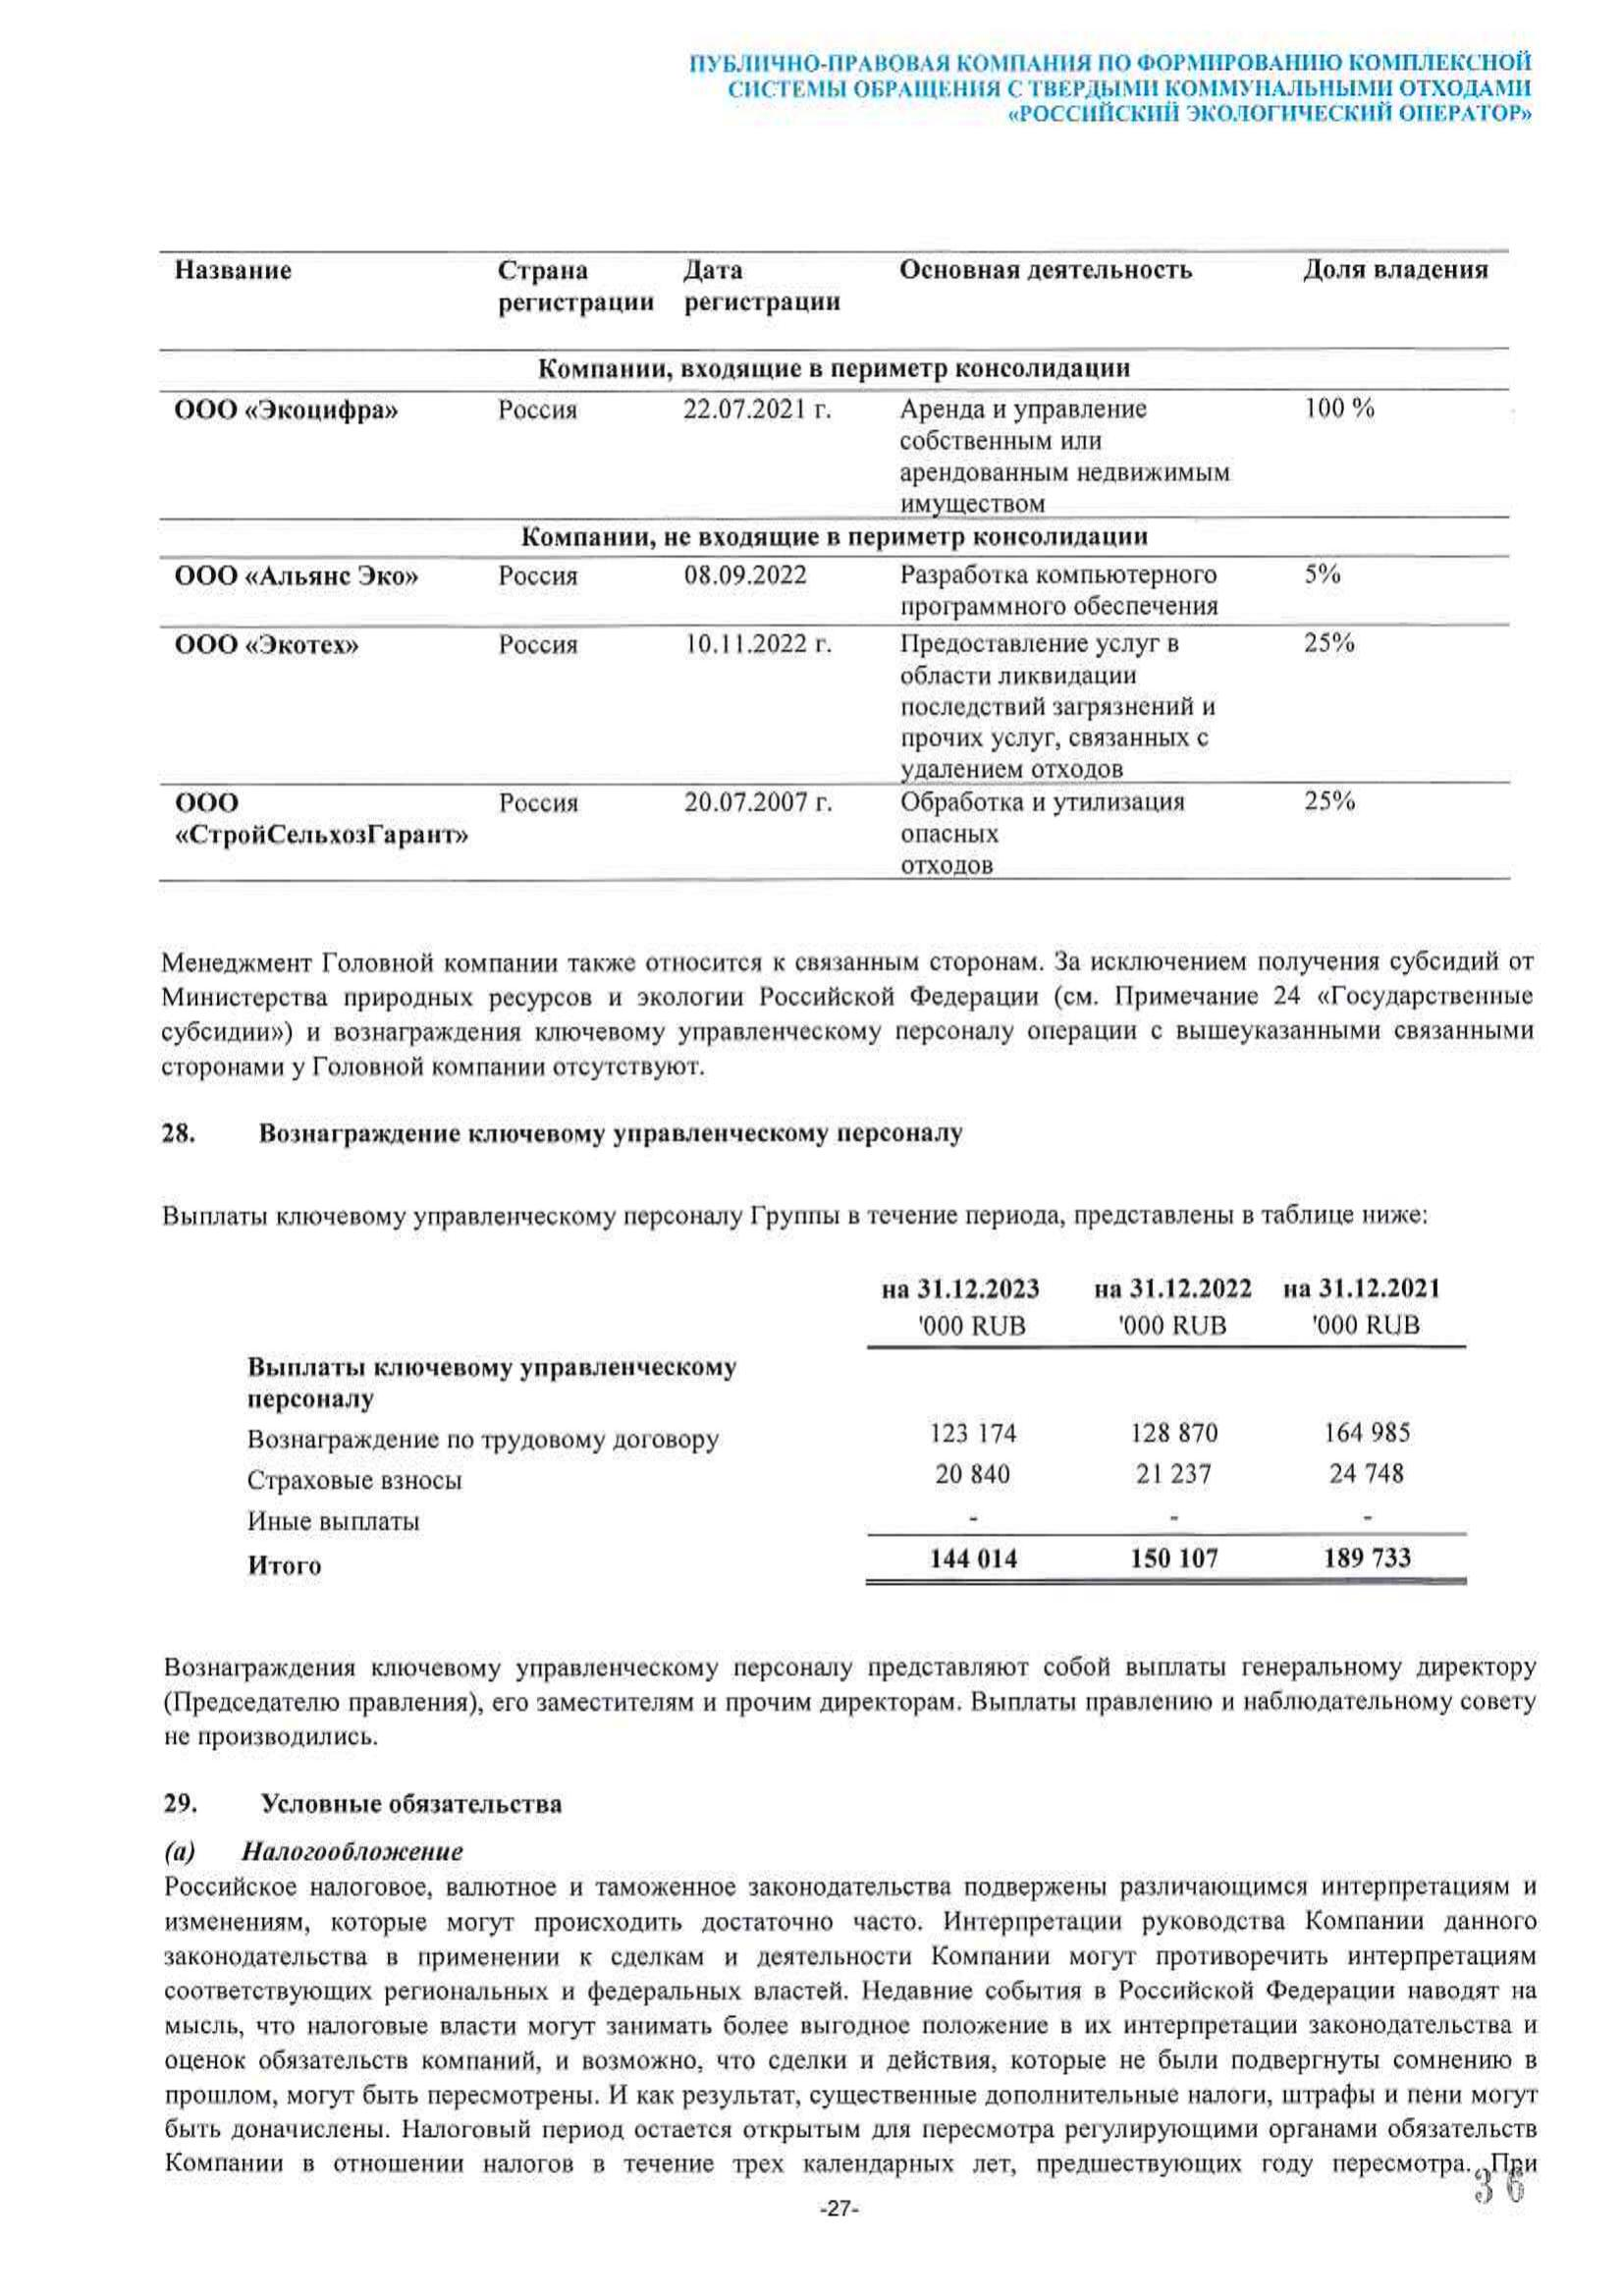 ПУБЛИЧНО-ПРАВОВАЯ КОМПАНИЯ ПО ФОРМИРОВАНИЮ КОМПЛЕКСНОЙ
СИСТЕМЫ ОБРАЩЕНИЯ С ТВЕРДЫМИ КОММУНАЛЬНЫМИ ОТХОДАМИ
«РОССИЙСКИЙ ЭКОЛОГИЧЕСКИЙ ОПЕРАТОР»
Название Страна Дата Основная деятельность Доля владения
регистрации регистрации
Компании, входящие в периметр консолидации
ООО «Экоцифра» Россия 22.07.2021 г. Аренда и управление 100 %
собственным или
арендованным недвижимым
имуществом
Компании, не входящие в периметр консолидации
ООО «Альянс Эко» Россия 08.09.2022 Разработка компьютерного 5%
программного обеспечения
ООО «Экотех» Россия 10.11.2022 г. Предоставление услуг в 25%
области ликвидации
последствий загрязнений и
прочих услуг, связанных с
удалением отходов
ООО Россия 20.07.2007 г. Обработка и утилизация 25%
«СтройСельхозГарант» опасных
отходов
Менеджмент Головной компании также относится к связанным сторонам. За исключением получения субсидий от
Министерства природных ресурсов и экологии Российской Федерации (см. Примечание 24 «Государственные
субсидии») и вознаграждения ключевому управленческому персоналу операции с вышеуказанными связанными
сторонами у Головной компании отсутствуют.
28. Вознаграждение ключевому управленческому персоналу
Выплаты ключевому управленческому персоналу Группы в течение периода, представлены в таблице ниже:
на 31.12.2023 на 31.12.2022 на 31.12.2021
'000 RUB '000 RUB '000 RUB
Выплаты ключевому управленческому
персоналу
Вознаграждение по трудовому договору 123 174 128 870 164 985
Страховые взносы 20 840 21 237 24 748
Иные выплаты - - -
Итого 144 014 150 107 189 733
Вознаграждения ключевому управленческому персоналу представляют собой выплаты генеральному директору
(Председателю правления), его заместителям и прочим директорам. Выплаты правлению и наблюдательному совету
не производились.
29. Условные обязательства
(а) Налогообложение
Российское налоговое, валютное и таможенное законодательства подвержены различающимся интерпретациям и
изменениям, которые могут происходить достаточно часто. Интерпретации руководства Компании данного
законодательства в применении к сделкам и деятельности Компании могут противоречить интерпретациям
соответствующих региональных и федеральных властей. Недавние события в Российской Федерации наводят на
мысль, что налоговые власти могут занимать более выгодное положение в их интерпретации законодательства и
оценок обязательств компаний, и возможно, что сделки и действия, которые не были подвергнуты сомнению в
прошлом, могут быть пересмотрены. И как результат, существенные дополнительные налоги, штрафы и пени могут
быть доначислены. Налоговый период остается открытым для пересмотра регулирующими органами обязательств
Компании в отношении налогов в течение трех календарных лет, предшествующих году пересмотра. При
36
-27-